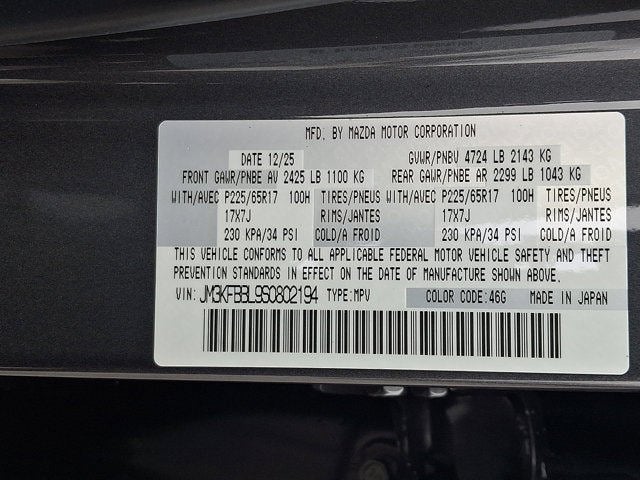 MFD. BY MAZDA MOTOR CORPORATION
DATE 12/25 GVWR/PNBV 4724 LB 2143 KG
FRONT GAWR/PNBE AV 2425 LB 1100 KG REAR GAWR/PNBE AR 2299 LB 1043 KG
WITH/AVEC P225/65R17 100H TIRES/PNEUS WITH/AVEC P225/65R17 100H TIRES/PNEUS
17X7J RIMS/JANTES 17X7J RIMS/JANTES
230 KPA/34 PSI COLD/A FROID 230 KPA/34 PSI COLD/A FROID
THIS VEHICLE CONFORMS TO ALL APPLICABLE FEDERAL MOTOR VEHICLE SAFETY AND THEFT
PREVENTION STANDARDS IN EFFECT ON THE DATE OF MANUFACTURE SHOWN ABOVE.
VIN: JM3KFBBL9S0802194 TYPE:MPV COLOR CODE:46G MADE IN JAPAN